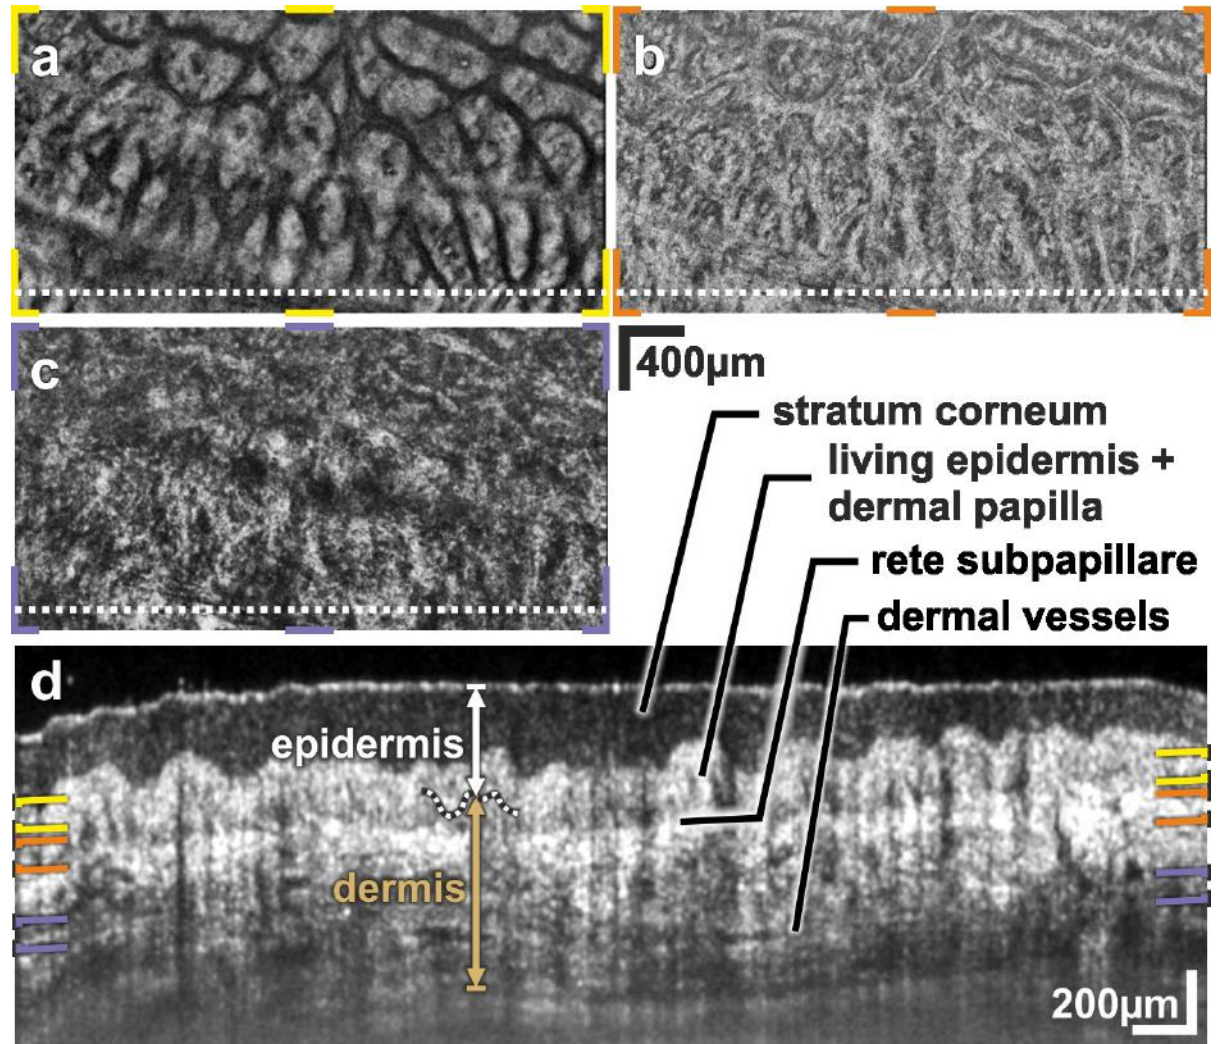 a
b
c
400µm
stratum corneum
living epidermis +
dermal papilla
rete subpapillare
dermal vessels
d
epidermis
dermis
200µm